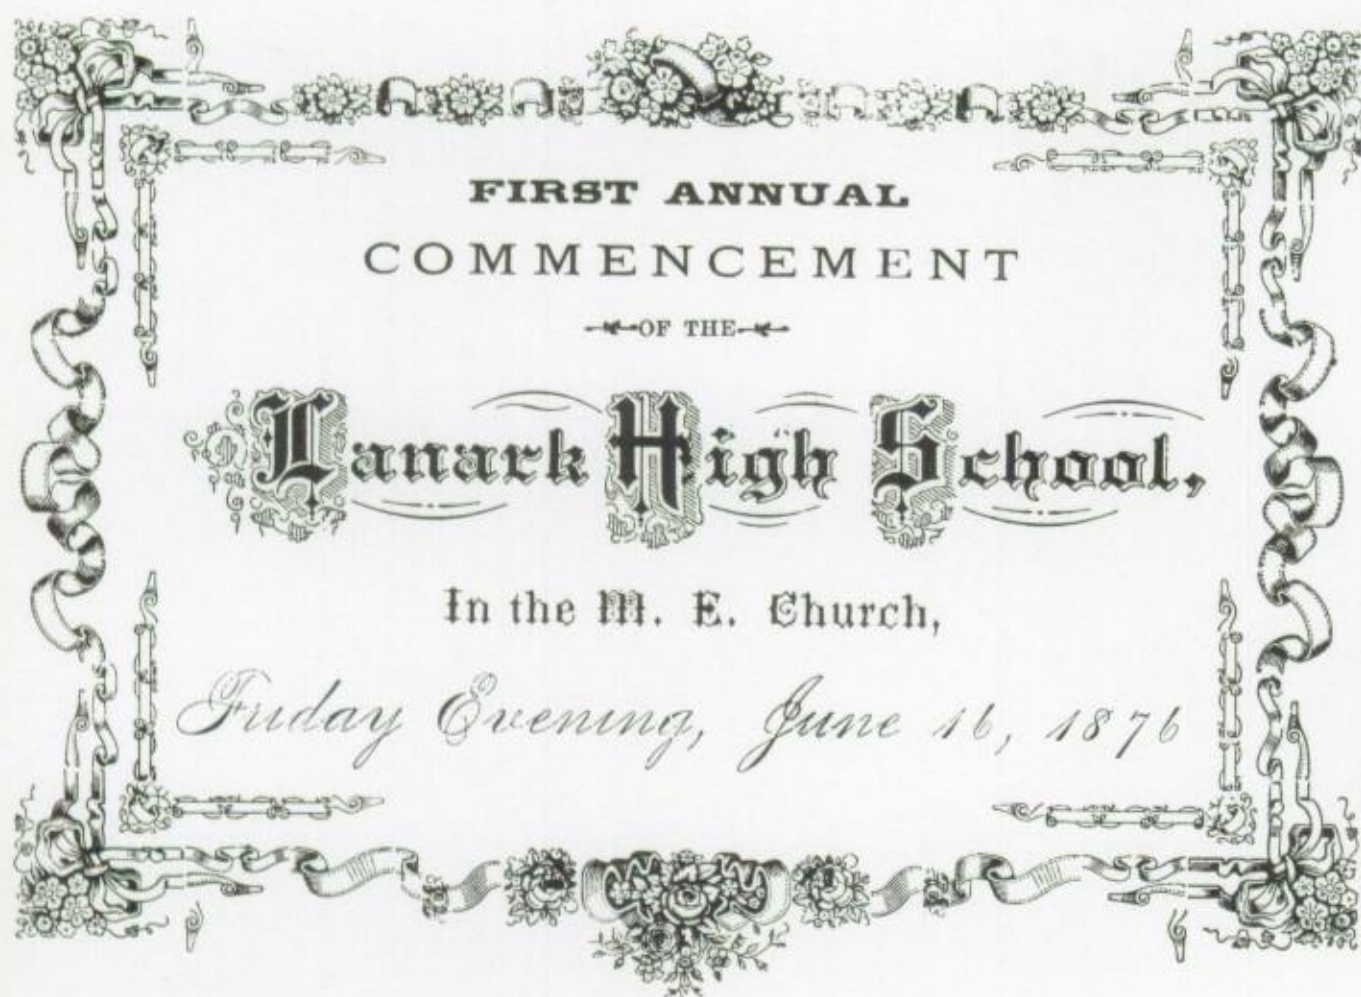 FIRST ANNUAL
COMMENCEMENT
OF THE
Lanark High School,
In the M. E. Church,
Friday Evening, June 16, 1876